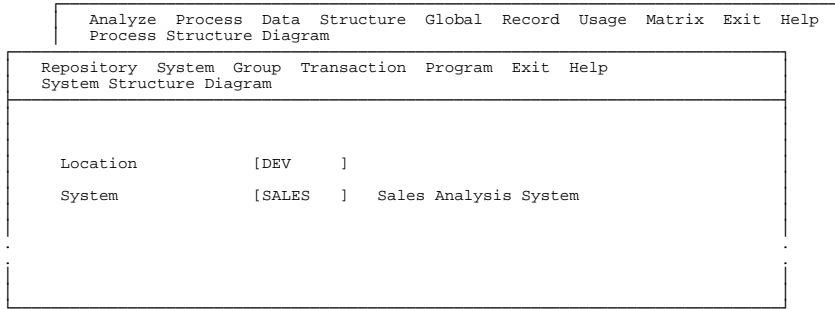 Analyze Process Data Structure Global Record Usage Matrix Exit Help
Process Structure Diagram
Repository System Group Transaction Program Exit Help
System Structure Diagram
Location [DEV ]
System [SALES ] Sales Analysis System